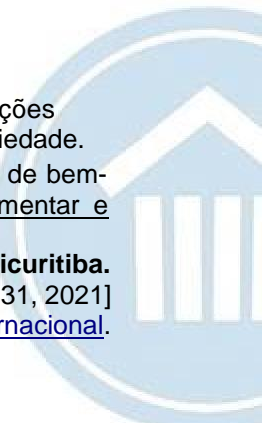 ções
iedade.
de bem-
mentar e
icuritiba.
31, 2021]
rnacional.